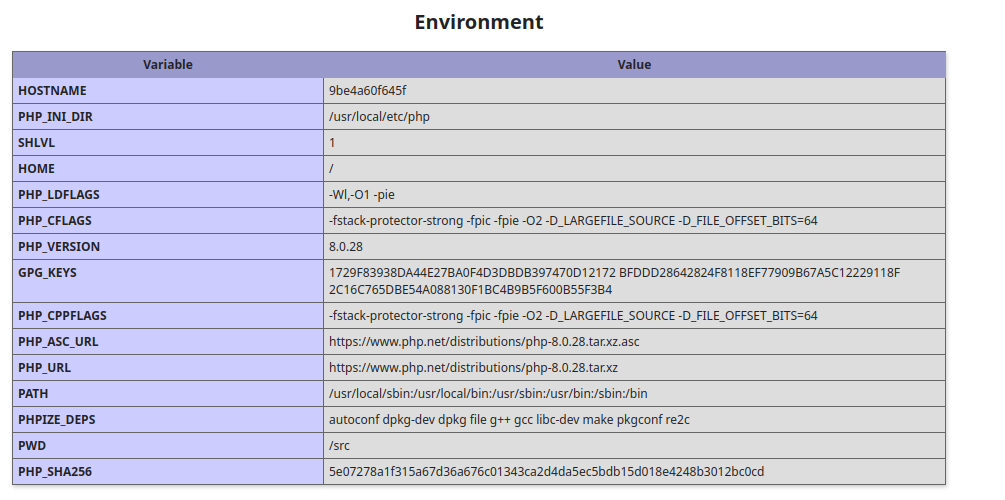 Environment
Variable Value
HOSTNAME 9be4a60f645f
PHP_INI_DIR /usr/local/etc/php
SHLVL 1
HOME /
PHP_LDFLAGS -Wl,-O1 -pie
PHP_CFLAGS -fstack-protector-strong -fpic -fpie -O2 -D_LARGEFILE_SOURCE -D_FILE_OFFSET_BITS=64
PHP_VERSION 8.0.28
GPG_KEYS 1729F83938DA44E27BA0F4D3DBDB397470D12172 BFDDD28642824F8118EF77909B67A5C12229118F
2C16C765DBE54A088130F1BC4B9B5F600B55F3B4
PHP_CPPFLAGS -fstack-protector-strong -fpic -fpie -O2 -D_LARGEFILE_SOURCE -D_FILE_OFFSET_BITS=64
PHP_ASC_URL https://www.php.net/distributions/php-8.0.28.tar.xz.asc
PHP_URL https://www.php.net/distributions/php-8.0.28.tar.xz
PATH /usr/local/sbin:/usr/local/bin:/usr/sbin:/usr/bin:/sbin:/bin
PHPIZE_DEPS autoconf dpkg-dev dpkg file g++ gcc libc-dev make pkgconf re2c
PWD /src
PHP_SHA256 5e07278a1f315a67d36a676c01343ca2d4da5ec5bdb15d018e4248b3012bc0cd